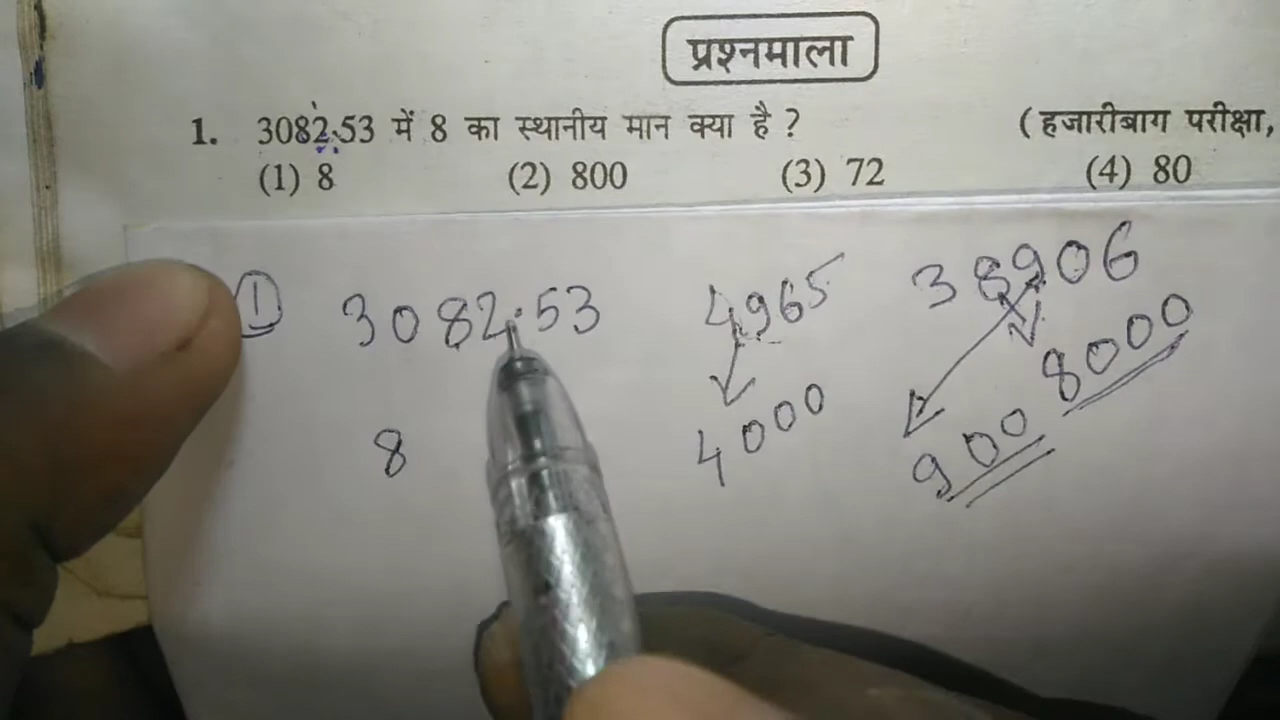 प्रश्नमाला
1. 3082.53 में 8 का स्थानीय मान क्या है ? (हजारीबाग परीक्षा,
(1) 8 (2) 800 (3) 72 (4) 80
① 3082.53 4965 38906
8 4000 900 8000